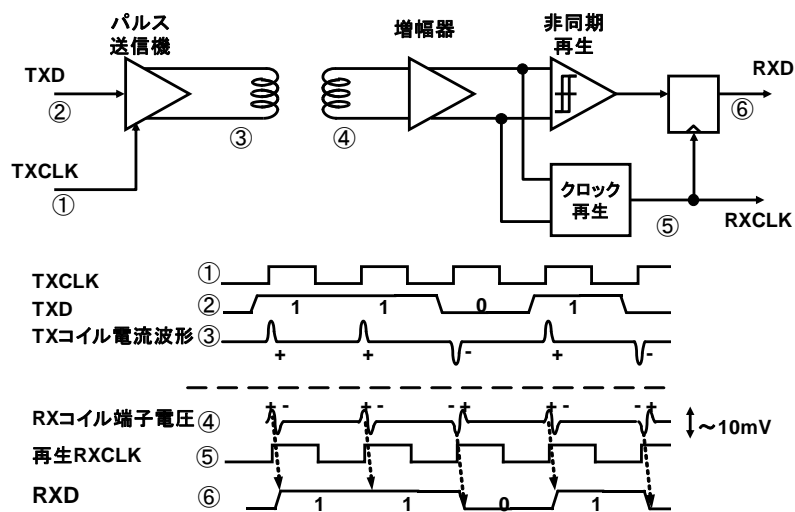 パルス
送信機
増幅器
非同期
再生
TXD
②
③
④
RXD
⑥
TXCLK
①
クロック
再生
⑤
RXCLK
TXCLK ①
TXD ② 1 1 0 1
TXコイル電流波形 ③
+ + - + -
+ - + - - + + - - +
RXコイル端子電圧 ④ ～10mV
再生RXCLK ⑤
RXD ⑥ 1 1 0 1